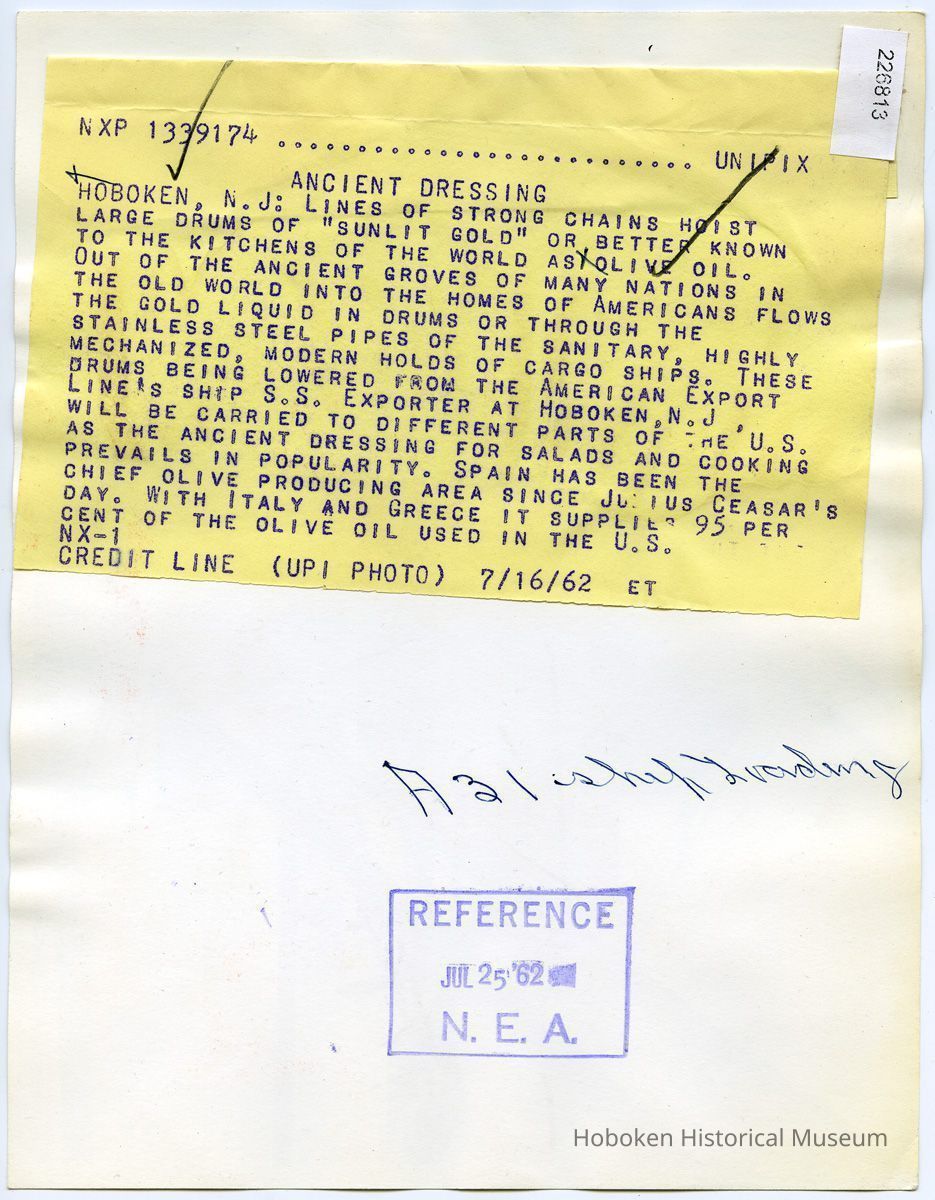 226813
NXP 1339174 ............................ UNIPIX
ANCIENT DRESSING
HOBOKEN, N.J: LINES OF STRONG CHAINS HOIST
LARGE DRUMS OF "SUNLIT GOLD" OR BETTER KNOWN
TO THE KITCHENS OF THE WORLD AS OLIVE OIL.
OUT OF THE ANCIENT GROVES OF MANY NATIONS IN
THE OLD WORLD INTO THE HOMES OF AMERICANS FLOWS
THE GOLD LIQUID IN DRUMS OR THROUGH THE
STAINLESS STEEL PIPES OF THE SANITARY, HIGHLY
MECHANIZED, MODERN HOLDS OF CARGO SHIPS. THESE
DRUMS BEING LOWERED FROM THE AMERICAN EXPORT
LINE'S SHIP S.S. EXPORTER AT HOBOKEN,N.J,
WILL BE CARRIED TO DIFFERENT PARTS OF THE U.S.
AS THE ANCIENT DRESSING FOR SALADS AND COOKING
PREVAILS IN POPULARITY. SPAIN HAS BEEN THE
CHIEF OLIVE PRODUCING AREA SINCE JULIUS CEASAR'S
DAY. WITH ITALY AND GREECE IT SUPPLIES 95 PER
CENT OF THE OLIVE OIL USED IN THE U.S.
NX-1
CREDIT LINE (UPI PHOTO) 7/16/62 ET
A 31 ship loading
REFERENCE
JUL 25 '62
N. E. A.
Hoboken Historical Museum